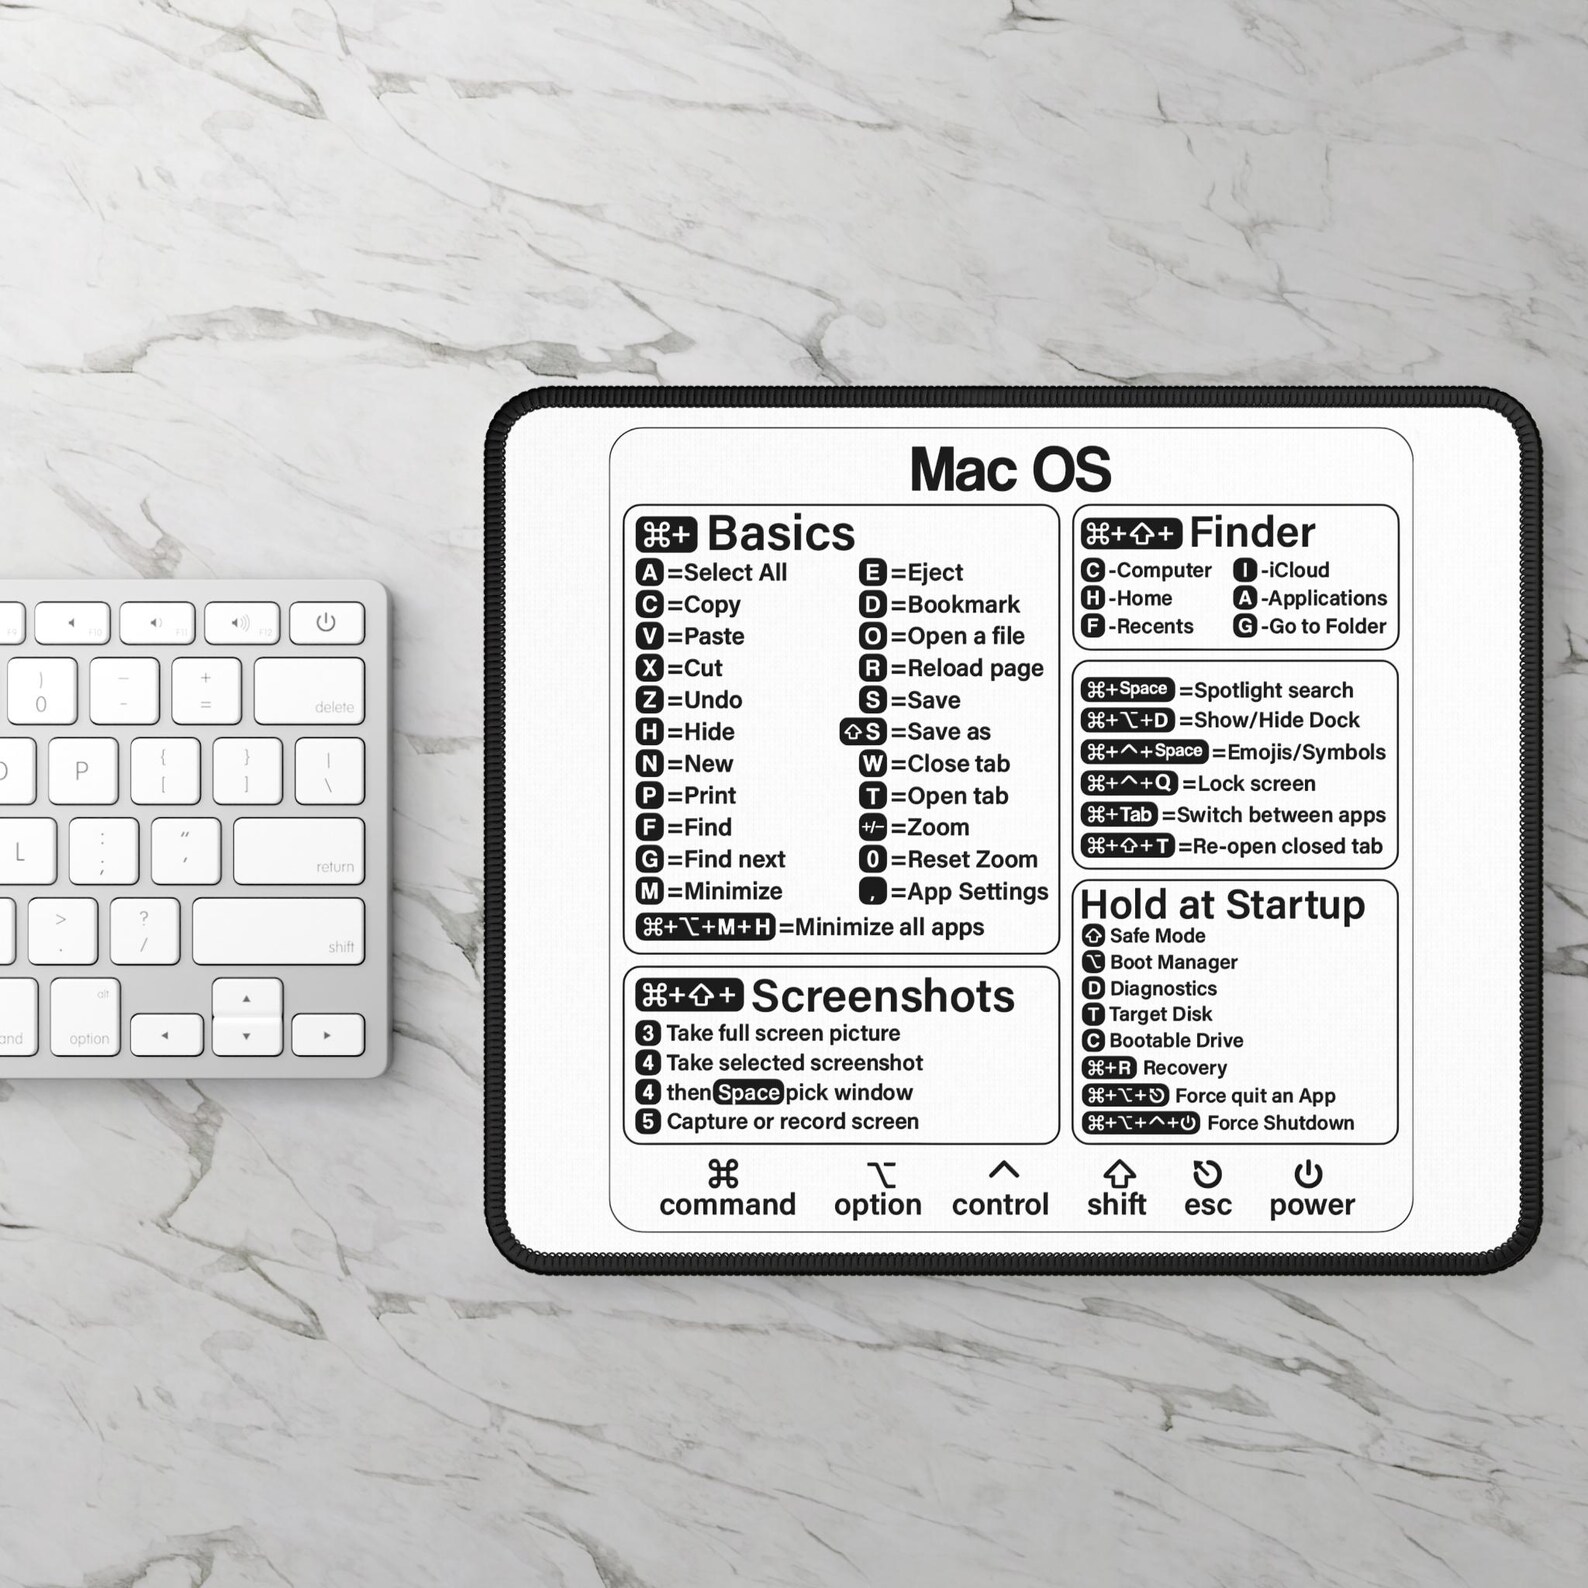 Mac OS
⌘+ Basics
A =Select All
C =Copy
V =Paste
X =Cut
Z =Undo
H =Hide
N =New
P =Print
F =Find
G =Find next
M =Minimize
E =Eject
D =Bookmark
O =Open a file
R =Reload page
S =Save
⇧S =Save as
W =Close tab
T =Open tab
+/− =Zoom
0 =Reset Zoom
, =App Settings
⌘+⌥+M+H =Minimize all apps
⌘+⇧+ Screenshots
3 Take full screen picture
4 Take selected screenshot
4 then Space pick window
5 Capture or record screen
⌘+⇧+ Finder
C -Computer
H -Home
F -Recents
I -iCloud
A -Applications
G -Go to Folder
⌘+Space =Spotlight search
⌘+⌥+D =Show/Hide Dock
⌘+^+Space =Emojis/Symbols
⌘+^+Q =Lock screen
⌘+Tab =Switch between apps
⌘+⇧+T =Re-open closed tab
Hold at Startup
⇧ Safe Mode
⌥ Boot Manager
D Diagnostics
T Target Disk
C Bootable Drive
⌘+R Recovery
⌘+⌥+⎋ Force quit an App
⌘+⌥+^+⏻ Force Shutdown
⌘ ⌥ ^ ⇧ ⎋ ⏻
command option control shift esc power
F9 F10 F11 F12
) 0 _ - + = delete
P { [ } ] | \
L : ; " ' return
> . ? / shift
alt option